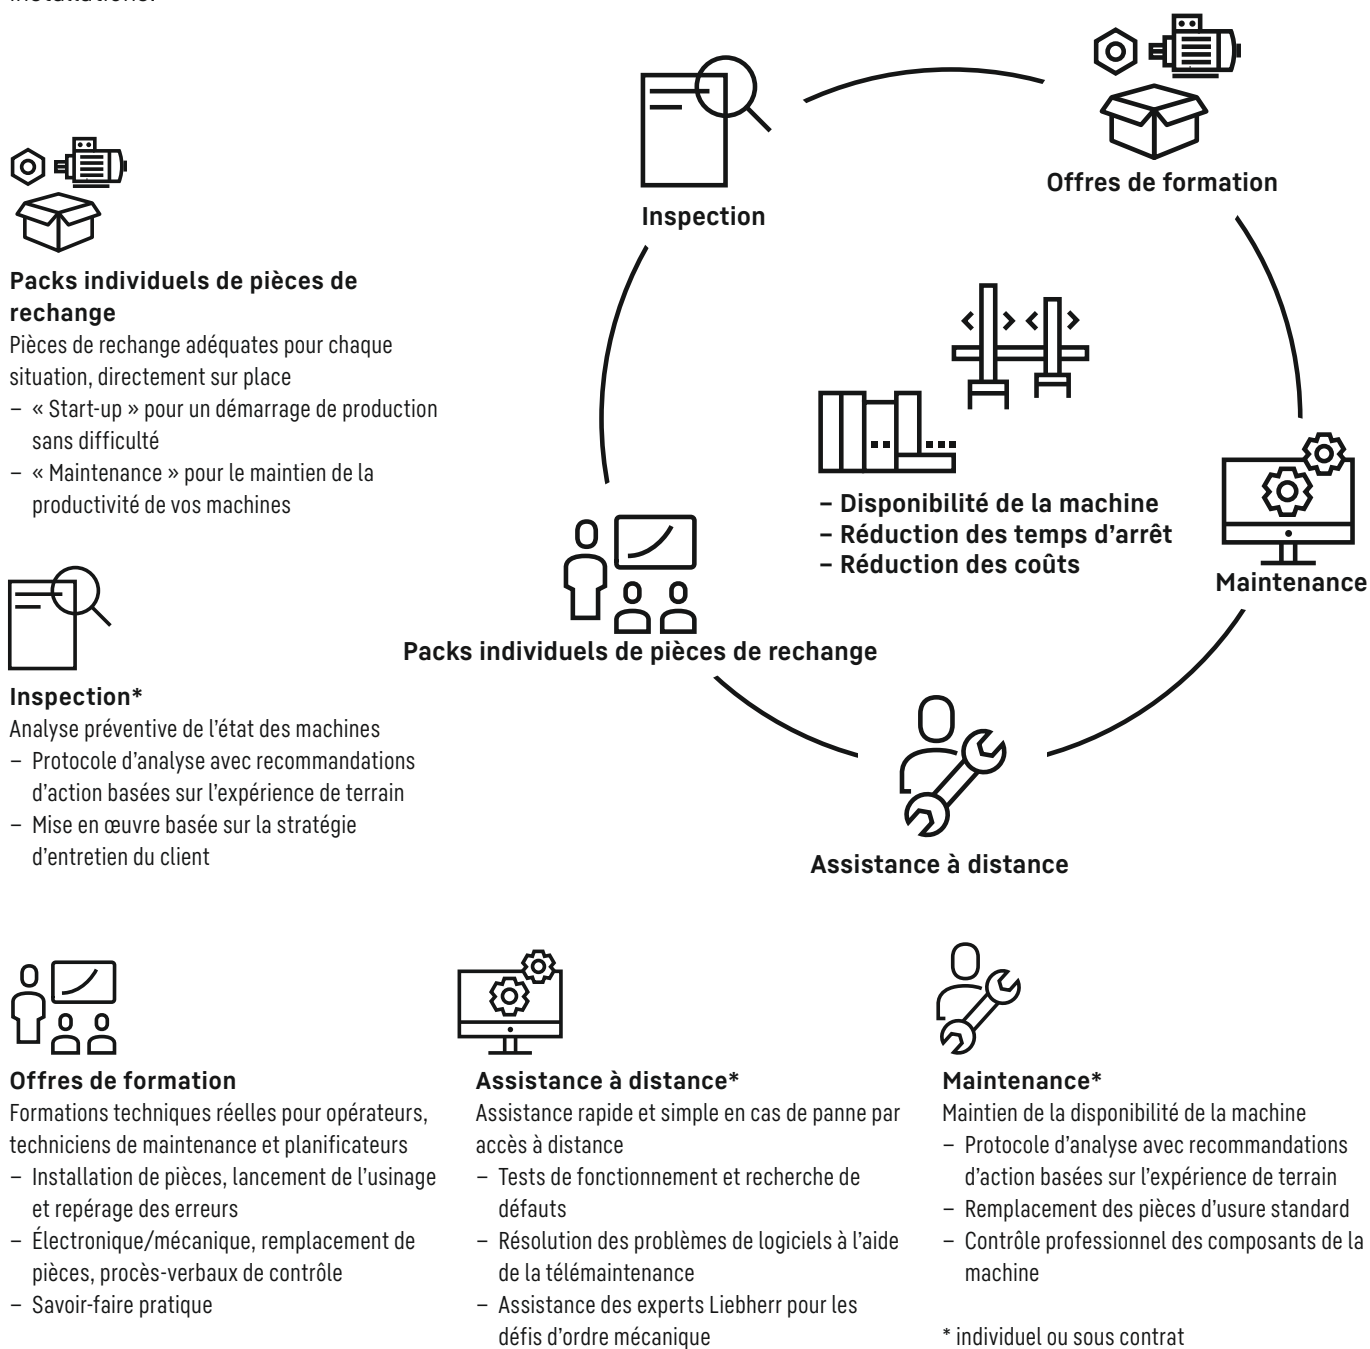 Packs individuels de pièces de
rechange
Pièces de rechange adéquates pour chaque
situation, directement sur place
– « Start-up » pour un démarrage de production
sans difficulté
– « Maintenance » pour le maintien de la
productivité de vos machines
Inspection*
Analyse préventive de l'état des machines
– Protocole d'analyse avec recommandations
d'action basées sur l'expérience de terrain
– Mise en œuvre basée sur la stratégie
d'entretien du client
Inspection
Offres de formation
– Disponibilité de la machine
– Réduction des temps d'arrêt
– Réduction des coûts
Maintenance
Packs individuels de pièces de rechange
Assistance à distance
Offres de formation
Formations techniques réelles pour opérateurs,
techniciens de maintenance et planificateurs
– Installation de pièces, lancement de l'usinage
et repérage des erreurs
– Électronique/mécanique, remplacement de
pièces, procès-verbaux de contrôle
– Savoir-faire pratique
Assistance à distance*
Assistance rapide et simple en cas de panne par
accès à distance
– Tests de fonctionnement et recherche de
défauts
– Résolution des problèmes de logiciels à l'aide
de la télémaintenance
– Assistance des experts Liebherr pour les
défis d'ordre mécanique
Maintenance*
Maintien de la disponibilité de la machine
– Protocole d'analyse avec recommandations
d'action basées sur l'expérience de terrain
– Remplacement des pièces d'usure standard
– Contrôle professionnel des composants de la
machine
* individuel ou sous contrat